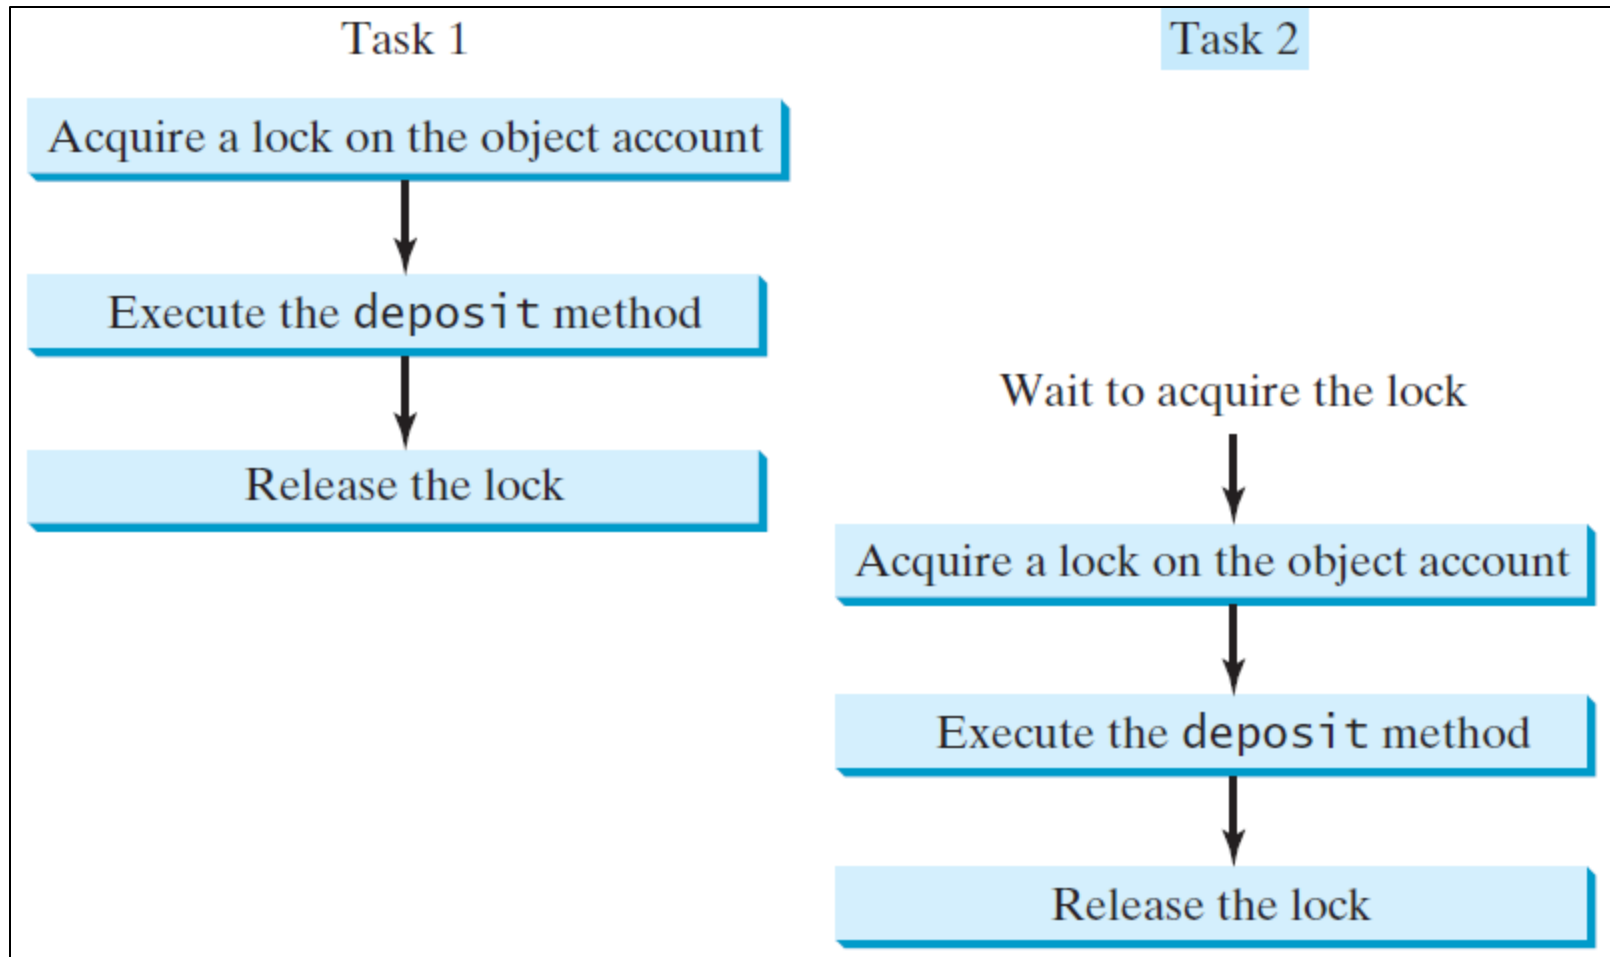 Task 1
Acquire a lock on the object account
Execute the deposit method
Release the lock
Task 2
Wait to acquire the lock
Acquire a lock on the object account
Execute the deposit method
Release the lock